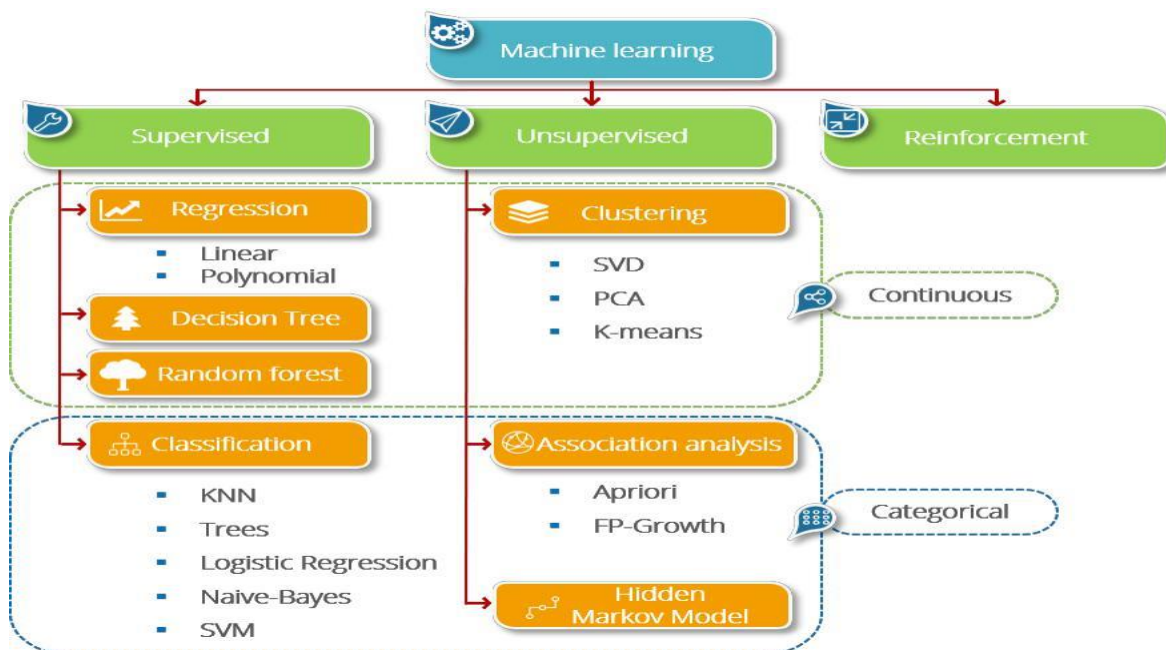 Machine learning
Supervised
Unsupervised
Reinforcement
Regression
Linear
Polynomial
Decision Tree
Random forest
Clustering
SVD
PCA
K-means
Continuous
Classification
KNN
Trees
Logistic Regression
Naive-Bayes
SVM
Association analysis
Apriori
FP-Growth
Hidden
Markov Model
Categorical